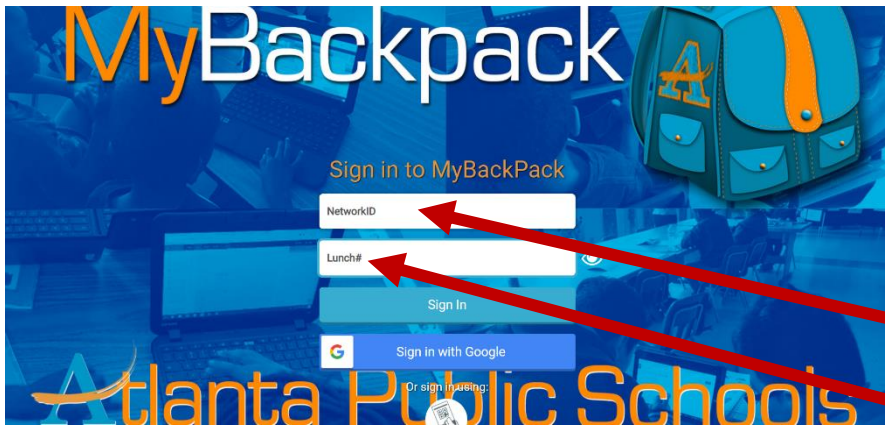 MyBackpack
A
Sign in to MyBackPack
NetworkID
Lunch#
Sign In
G
Sign in with Google
Or sign in using:
Atlanta Public Schools